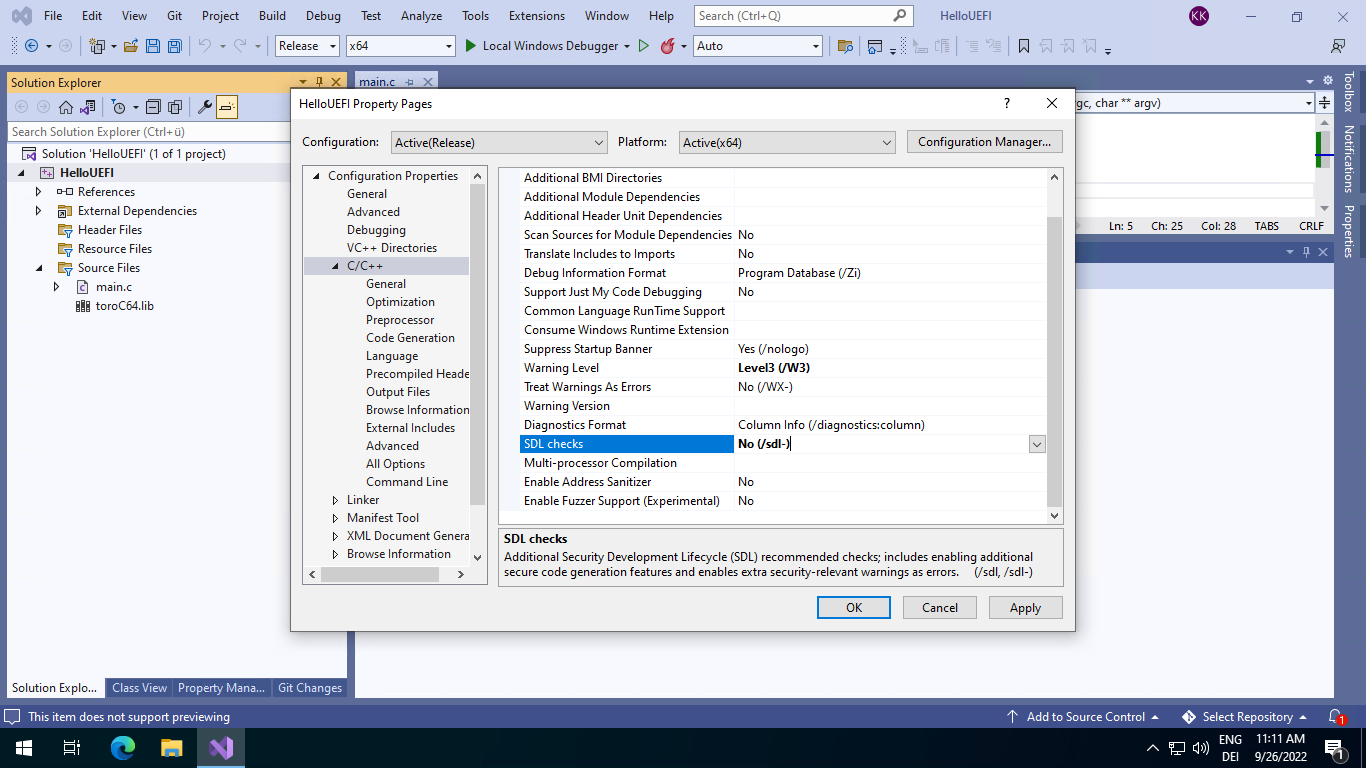 File Edit View Git Project Build Debug Test Analyze Tools Extensions Window Help Search (Ctrl+Q) HelloUEFI KK
Release x64 Local Windows Debugger Auto
Solution Explorer
main.c
HelloUEFI Property Pages ?
rgc, char ** argv)
Search Solution Explorer (Ctrl+ü)
Solution 'HelloUEFI' (1 of 1 project)
HelloUEFI
References
External Dependencies
Header Files
Resource Files
Source Files
main.c
toroC64.lib
Configuration: Active(Release) Platform: Active(x64) Configuration Manager...
Configuration Properties
General
Advanced
Debugging
VC++ Directories
C/C++
General
Optimization
Preprocessor
Code Generation
Language
Precompiled Heade
Output Files
Browse Information
External Includes
Advanced
All Options
Command Line
Linker
Manifest Tool
XML Document Genera
Browse Information
Additional BMI Directories
Additional Module Dependencies
Additional Header Unit Dependencies
Scan Sources for Module Dependencies No
Translate Includes to Imports No
Debug Information Format Program Database (/Zi)
Support Just My Code Debugging No
Common Language RunTime Support
Consume Windows Runtime Extension
Suppress Startup Banner Yes (/nologo)
Warning Level Level3 (/W3)
Treat Warnings As Errors No (/WX-)
Warning Version
Diagnostics Format Column Info (/diagnostics:column)
SDL checks No (/sdl-)
Multi-processor Compilation
Enable Address Sanitizer No
Enable Fuzzer Support (Experimental) No
SDL checks
Additional Security Development Lifecycle (SDL) recommended checks; includes enabling additional
secure code generation features and enables extra security-relevant warnings as errors. (/sdl, /sdl-)
OK Cancel Apply
Ln: 5 Ch: 25 Col: 28 TABS CRLF
Toolbox
Notifications
Properties
Solution Explo... Class View Property Mana... Git Changes
This item does not support previewing Add to Source Control Select Repository 1
ENG 11:11 AM
DEI 9/26/2022 1